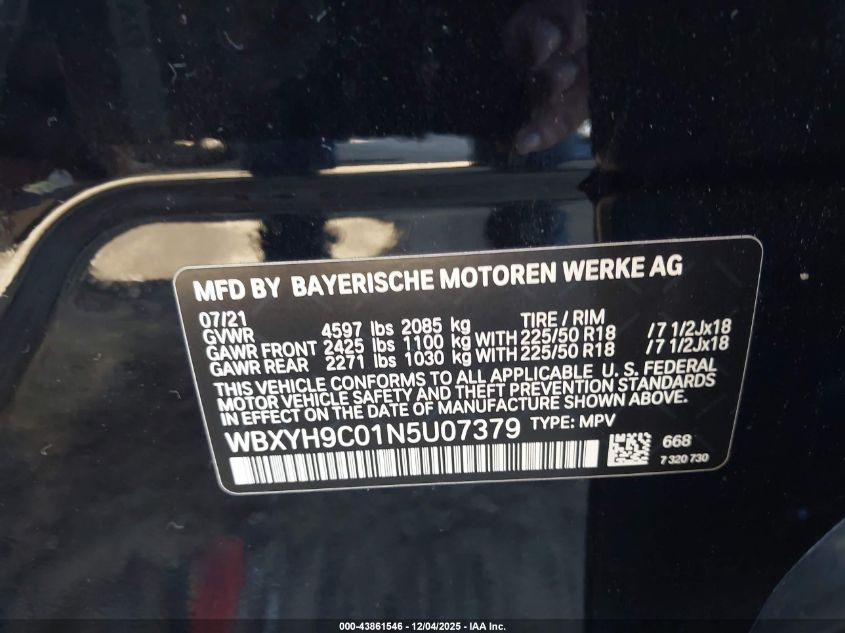 MFD BY BAYERISCHE MOTOREN WERKE AG
07/21 TIRE / RIM
GVWR 4597 lbs 2085 kg
GAWR FRONT 2425 lbs 1100 kg WITH 225/50 R18 /7 1/2Jx18
GAWR REAR 2271 lbs 1030 kg WITH 225/50 R18 /7 1/2Jx18
THIS VEHICLE CONFORMS TO ALL APPLICABLE U. S. FEDERAL
MOTOR VEHICLE SAFETY AND THEFT PREVENTION STANDARDS
IN EFFECT ON THE DATE OF MANUFACTURE SHOWN ABOVE.
WBXYH9C01N5U07379 TYPE: MPV
668
7 320 730
000-43861546 - 12/04/2025 - IAA Inc.